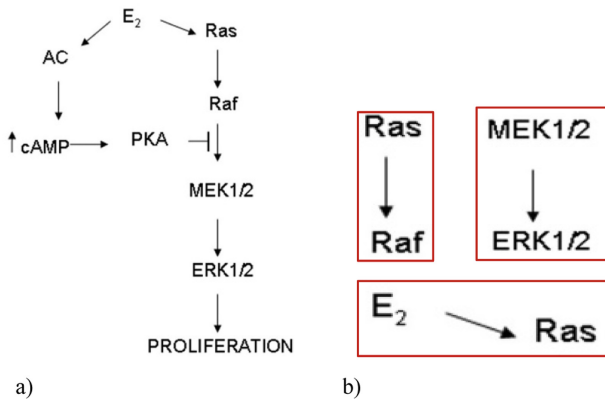 E2
AC
Ras
Raf
↑cAMP
PKA
MEK1/2
ERK1/2
PROLIFERATION
a)
Ras
Raf
MEK1/2
ERK1/2
E2
Ras
b)